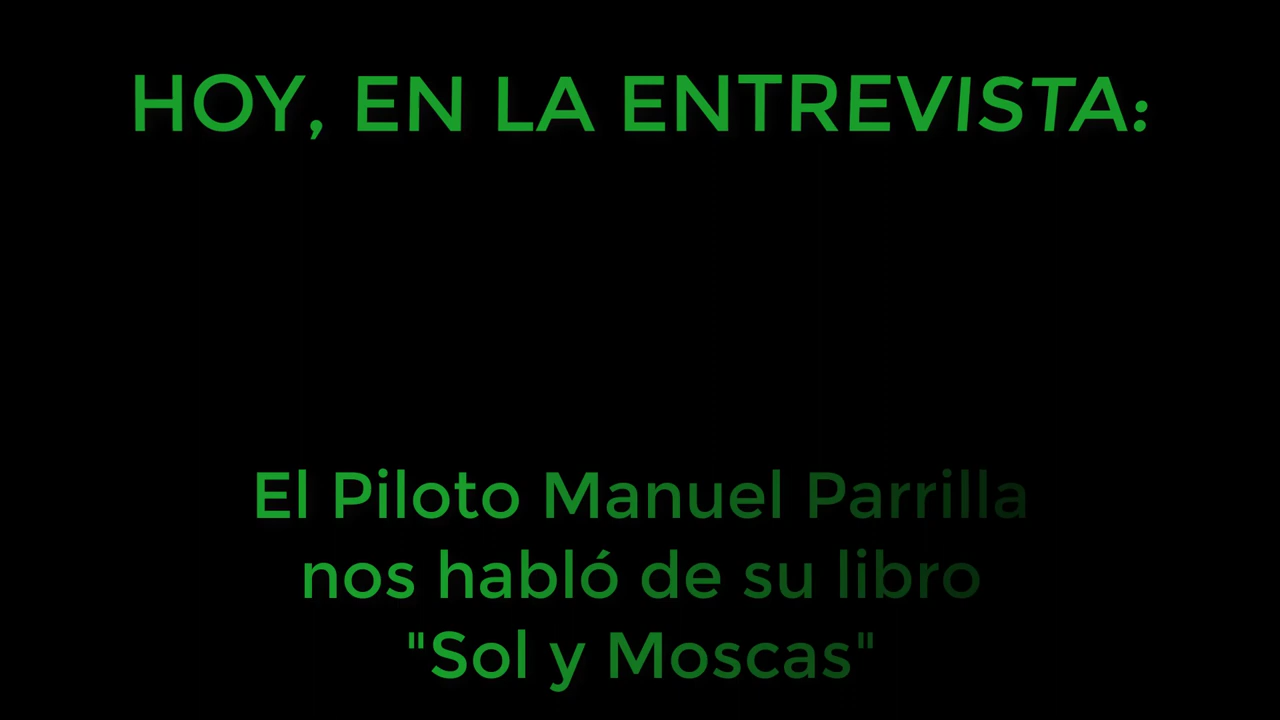 HOY, EN LA ENTREVISTA:
El Piloto Manuel Parrilla
nos habló de su libro
"Sol y Moscas"